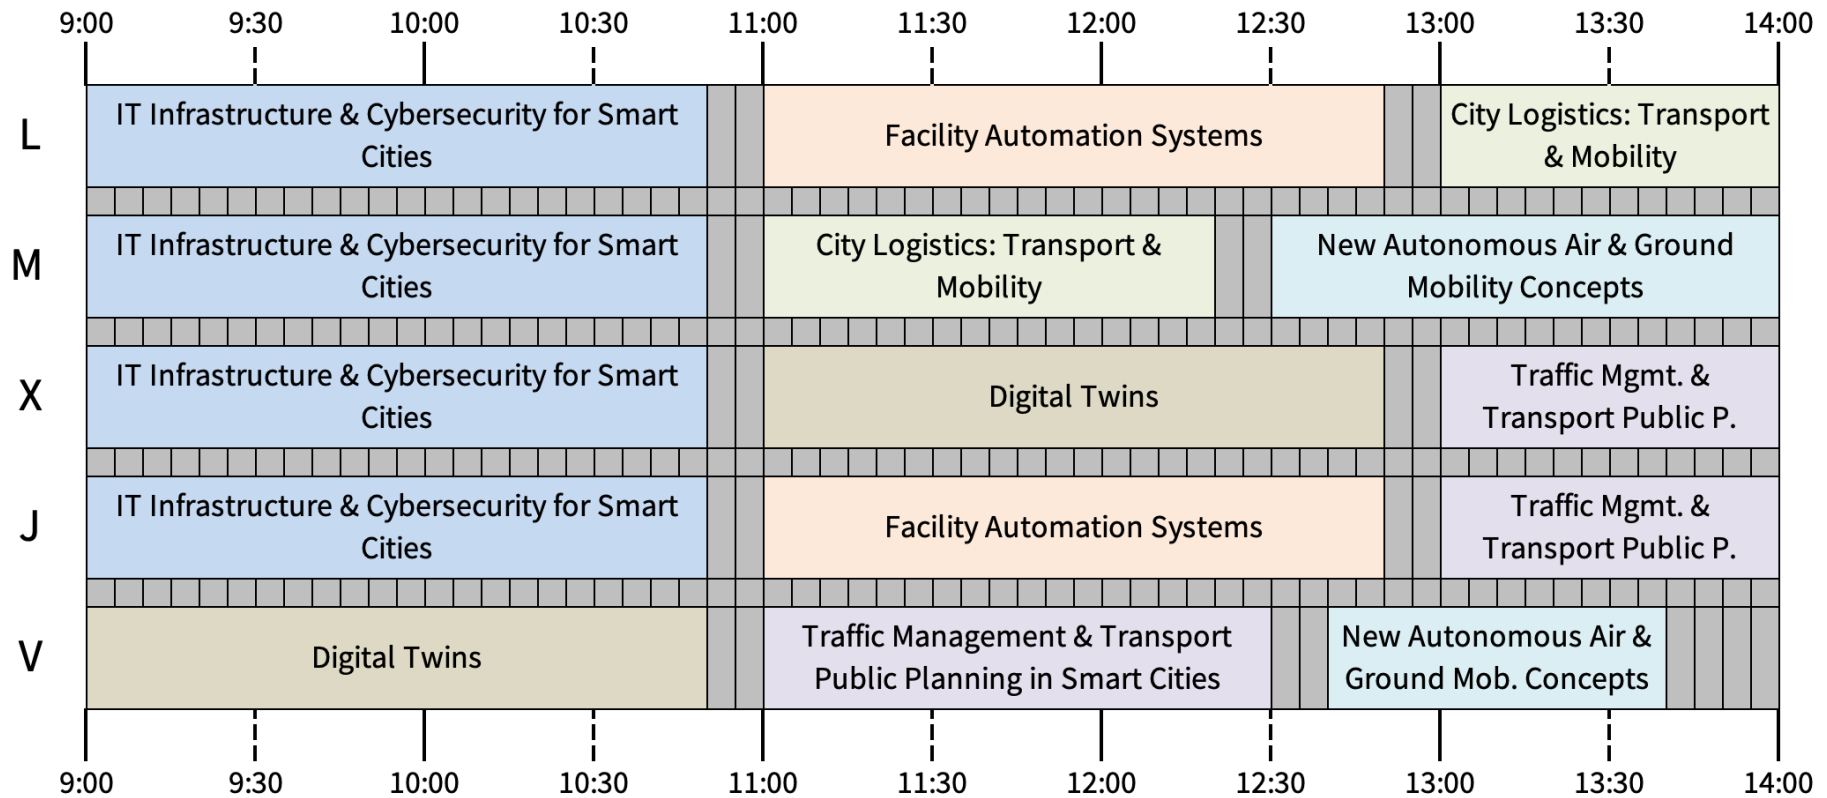 9:00 9:30 10:00 10:30 11:00 11:30 12:00 12:30 13:00 13:30 14:00
L
IT Infrastructure & Cybersecurity for Smart
Cities
Facility Automation Systems
City Logistics: Transport
& Mobility
M
IT Infrastructure & Cybersecurity for Smart
Cities
City Logistics: Transport &
Mobility
New Autonomous Air & Ground
Mobility Concepts
X
IT Infrastructure & Cybersecurity for Smart
Cities
Digital Twins
Traffic Mgmt. &
Transport Public P.
J
IT Infrastructure & Cybersecurity for Smart
Cities
Facility Automation Systems
Traffic Mgmt. &
Transport Public P.
V
Digital Twins
Traffic Management & Transport
Public Planning in Smart Cities
New Autonomous Air &
Ground Mob. Concepts
9:00 9:30 10:00 10:30 11:00 11:30 12:00 12:30 13:00 13:30 14:00